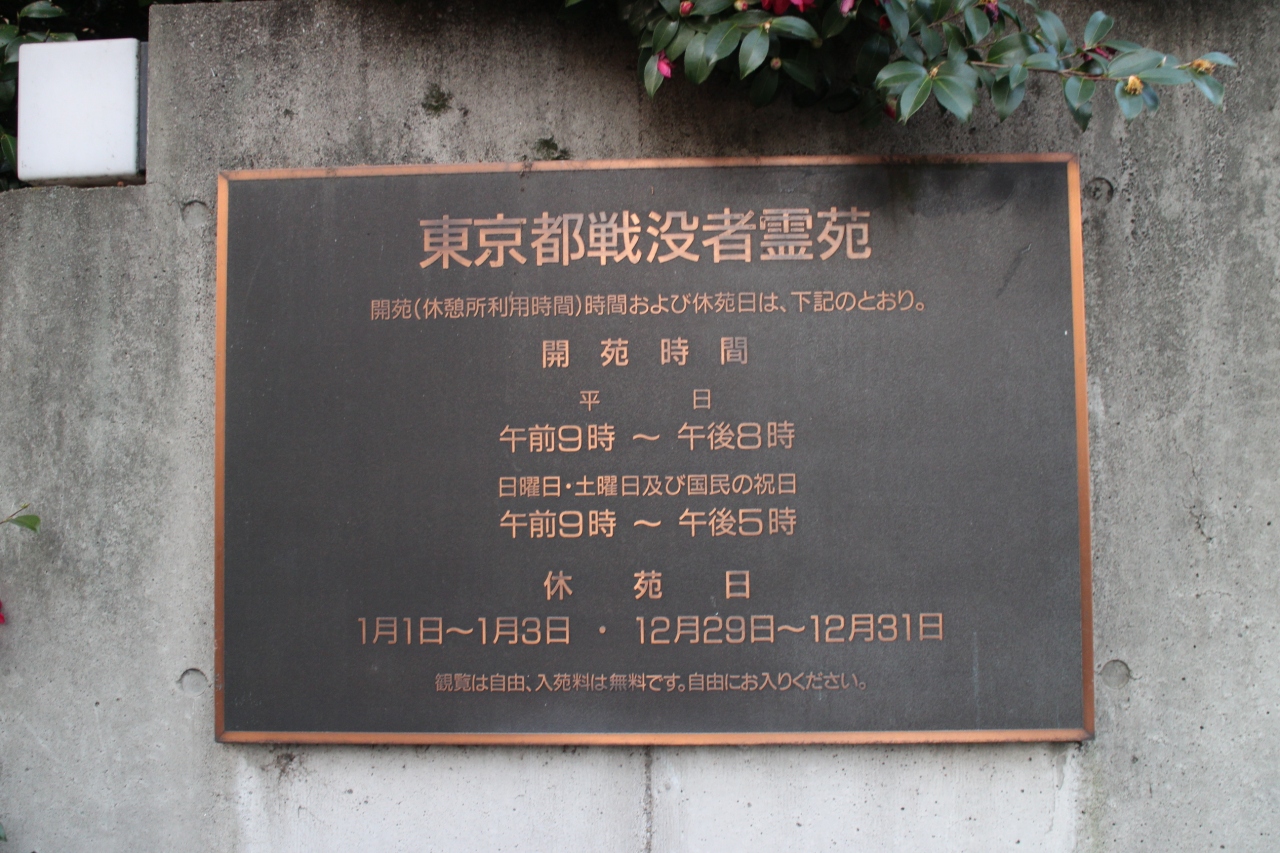 東京都戦没者霊苑
開苑(休憩所利用時間)時間および休苑日は、下記のとおり。
開苑時間
平日
午前9時 ～ 午後8時
日曜日・土曜日及び国民の祝日
午前9時 ～ 午後5時
休苑日
1月1日～1月3日 ・ 12月29日～12月31日
観覧は自由、入苑料は無料です。自由にお入りください。